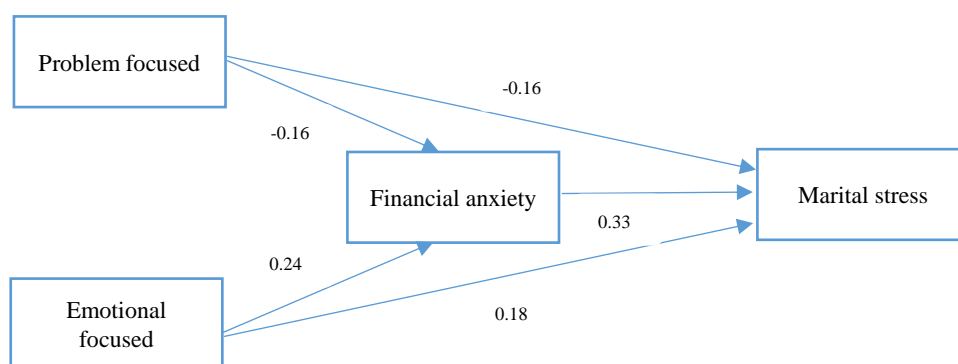 Problem focused
-0.16
-0.16
Financial anxiety
Marital stress
0.33
0.24
Emotional
focused
0.18